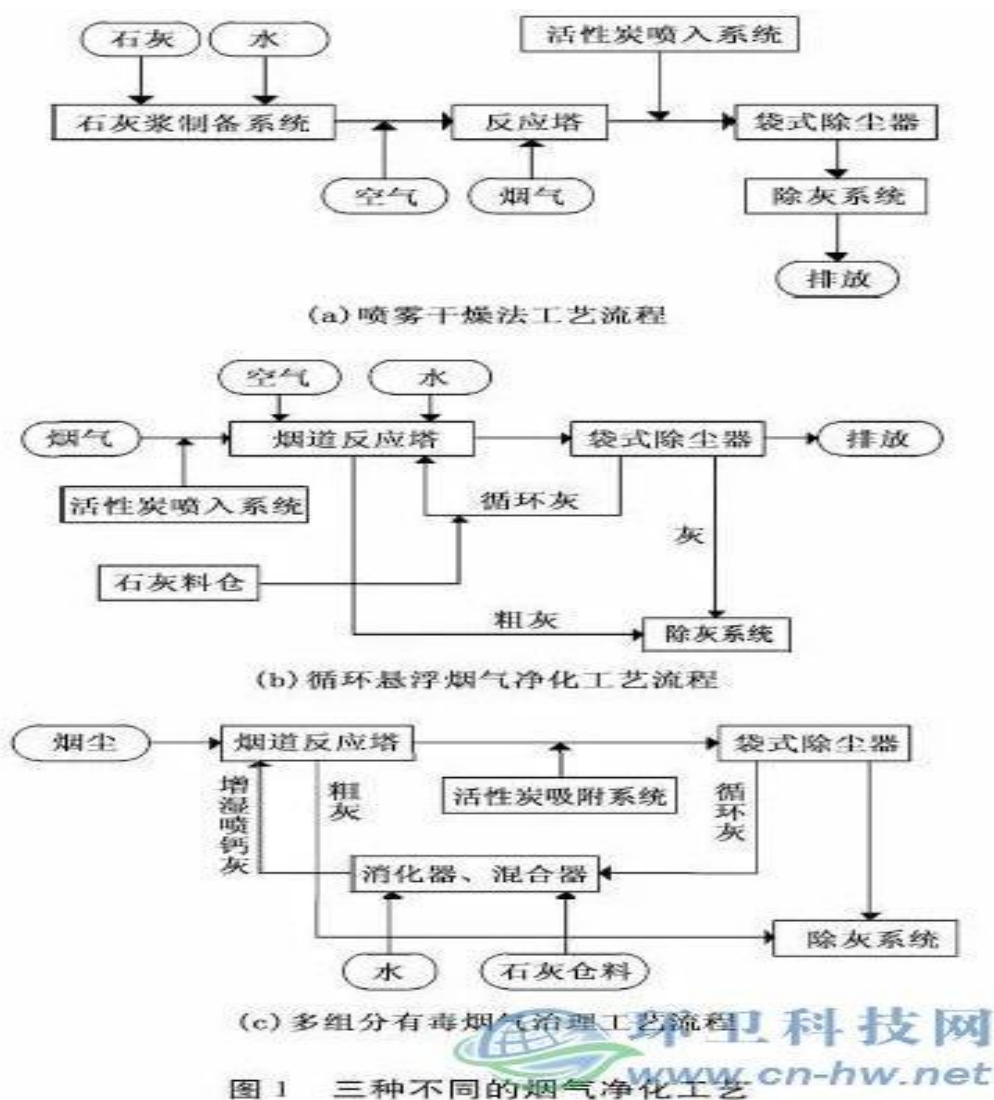 石灰 水 活性炭喷入系统
石灰浆制备系统 反应塔 袋式除尘器
空气 烟气 除灰系统
排放
(a)喷雾干燥法工艺流程
空气 水
烟气 烟道反应塔 袋式除尘器 排放
活性炭喷入系统 循环灰
灰
石灰料仓
粗灰 除灰系统
(b)循环悬浮烟气净化工艺流程
烟尘 烟道反应塔 袋式除尘器
增湿喷钙灰 粗灰 活性炭吸附系统 循环灰
消化器、混合器
除灰系统
水 石灰仓料
(c)多组分有毒烟气治理工艺流程
环卫科技网
www.cn-hw.net
图1 三种不同的烟气净化工艺